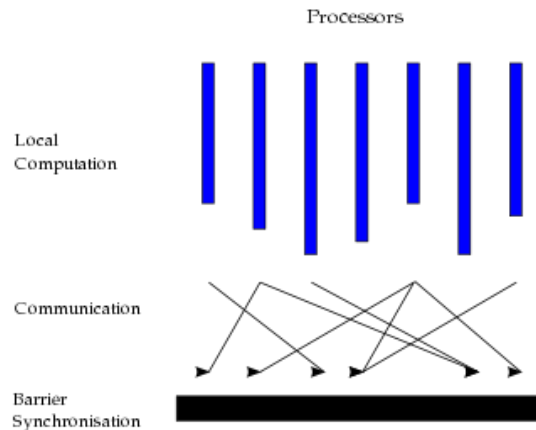 Processors
Local
Computation
Communication
Barrier
Synchronisation